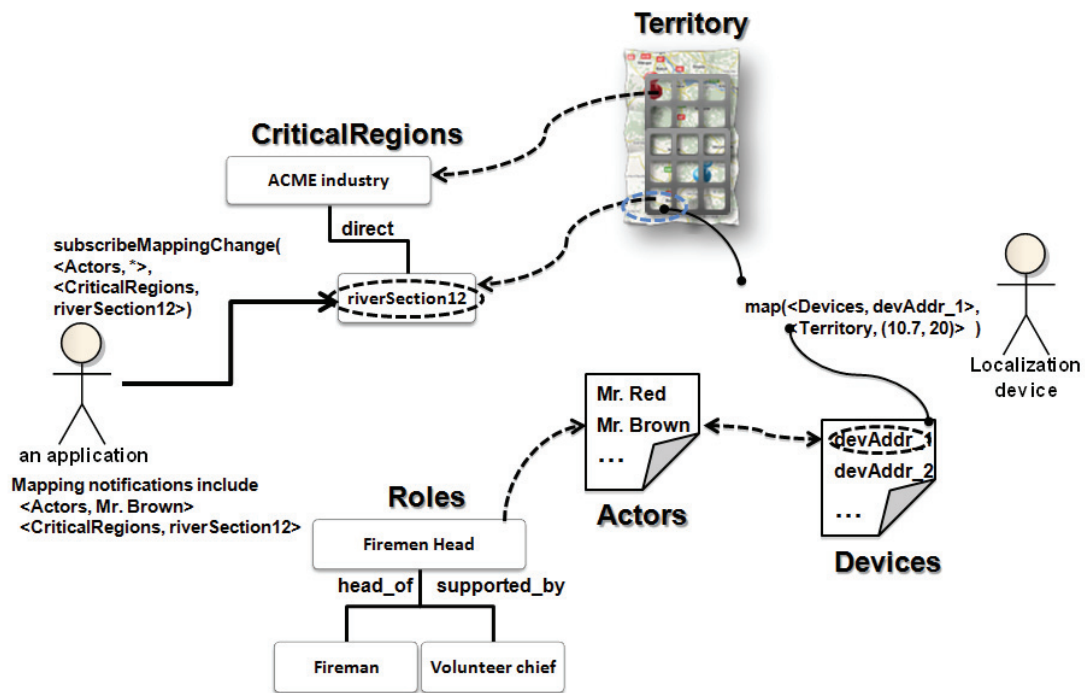 Territory
CriticalRegions
ACME industry
direct
subscribeMappingChange(
<Actors, *>,
<CriticalRegions,
riverSection12>)
riverSection12
map(<Devices, devAddr_1>,
<Territory, (10.7, 20)> )
Localization
device
an application
Mapping notifications include
<Actors, Mr. Brown>
<CriticalRegions, riverSection12>
Mr. Red
Mr. Brown
...
Actors
devAddr_1
devAddr_2
...
Devices
Roles
Firemen Head
head_of
supported_by
Fireman
Volunteer chief